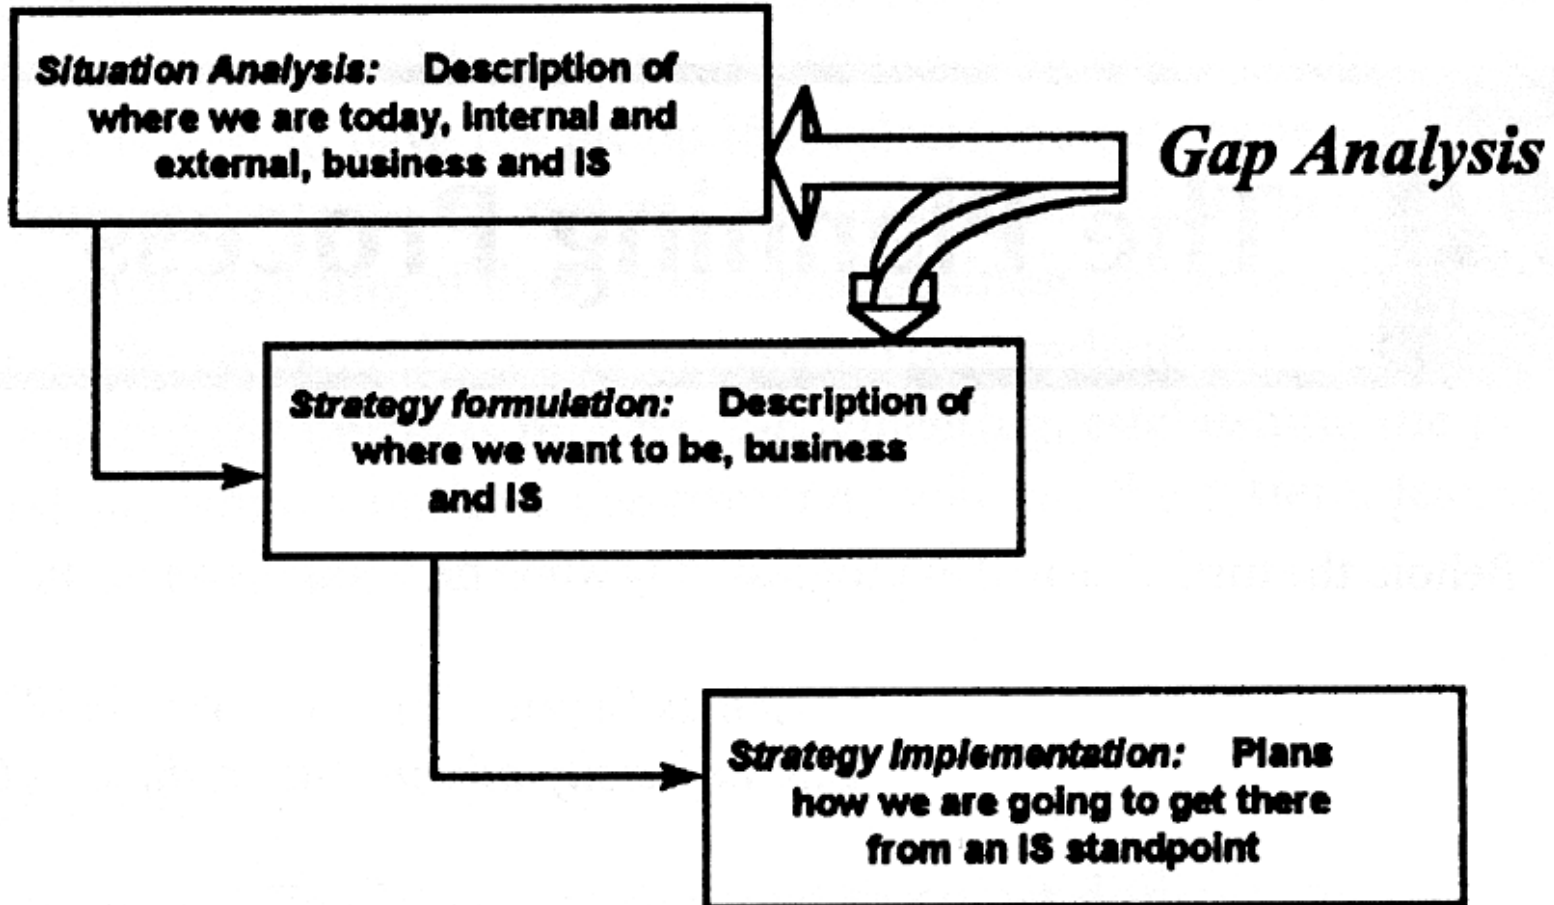 Situation Analysis: Description of
where we are today, internal and
external, business and IS
Gap Analysis
Strategy formulation: Description of
where we want to be, business
and IS
Strategy Implementation: Plans
how we are going to get there
from an IS standpoint